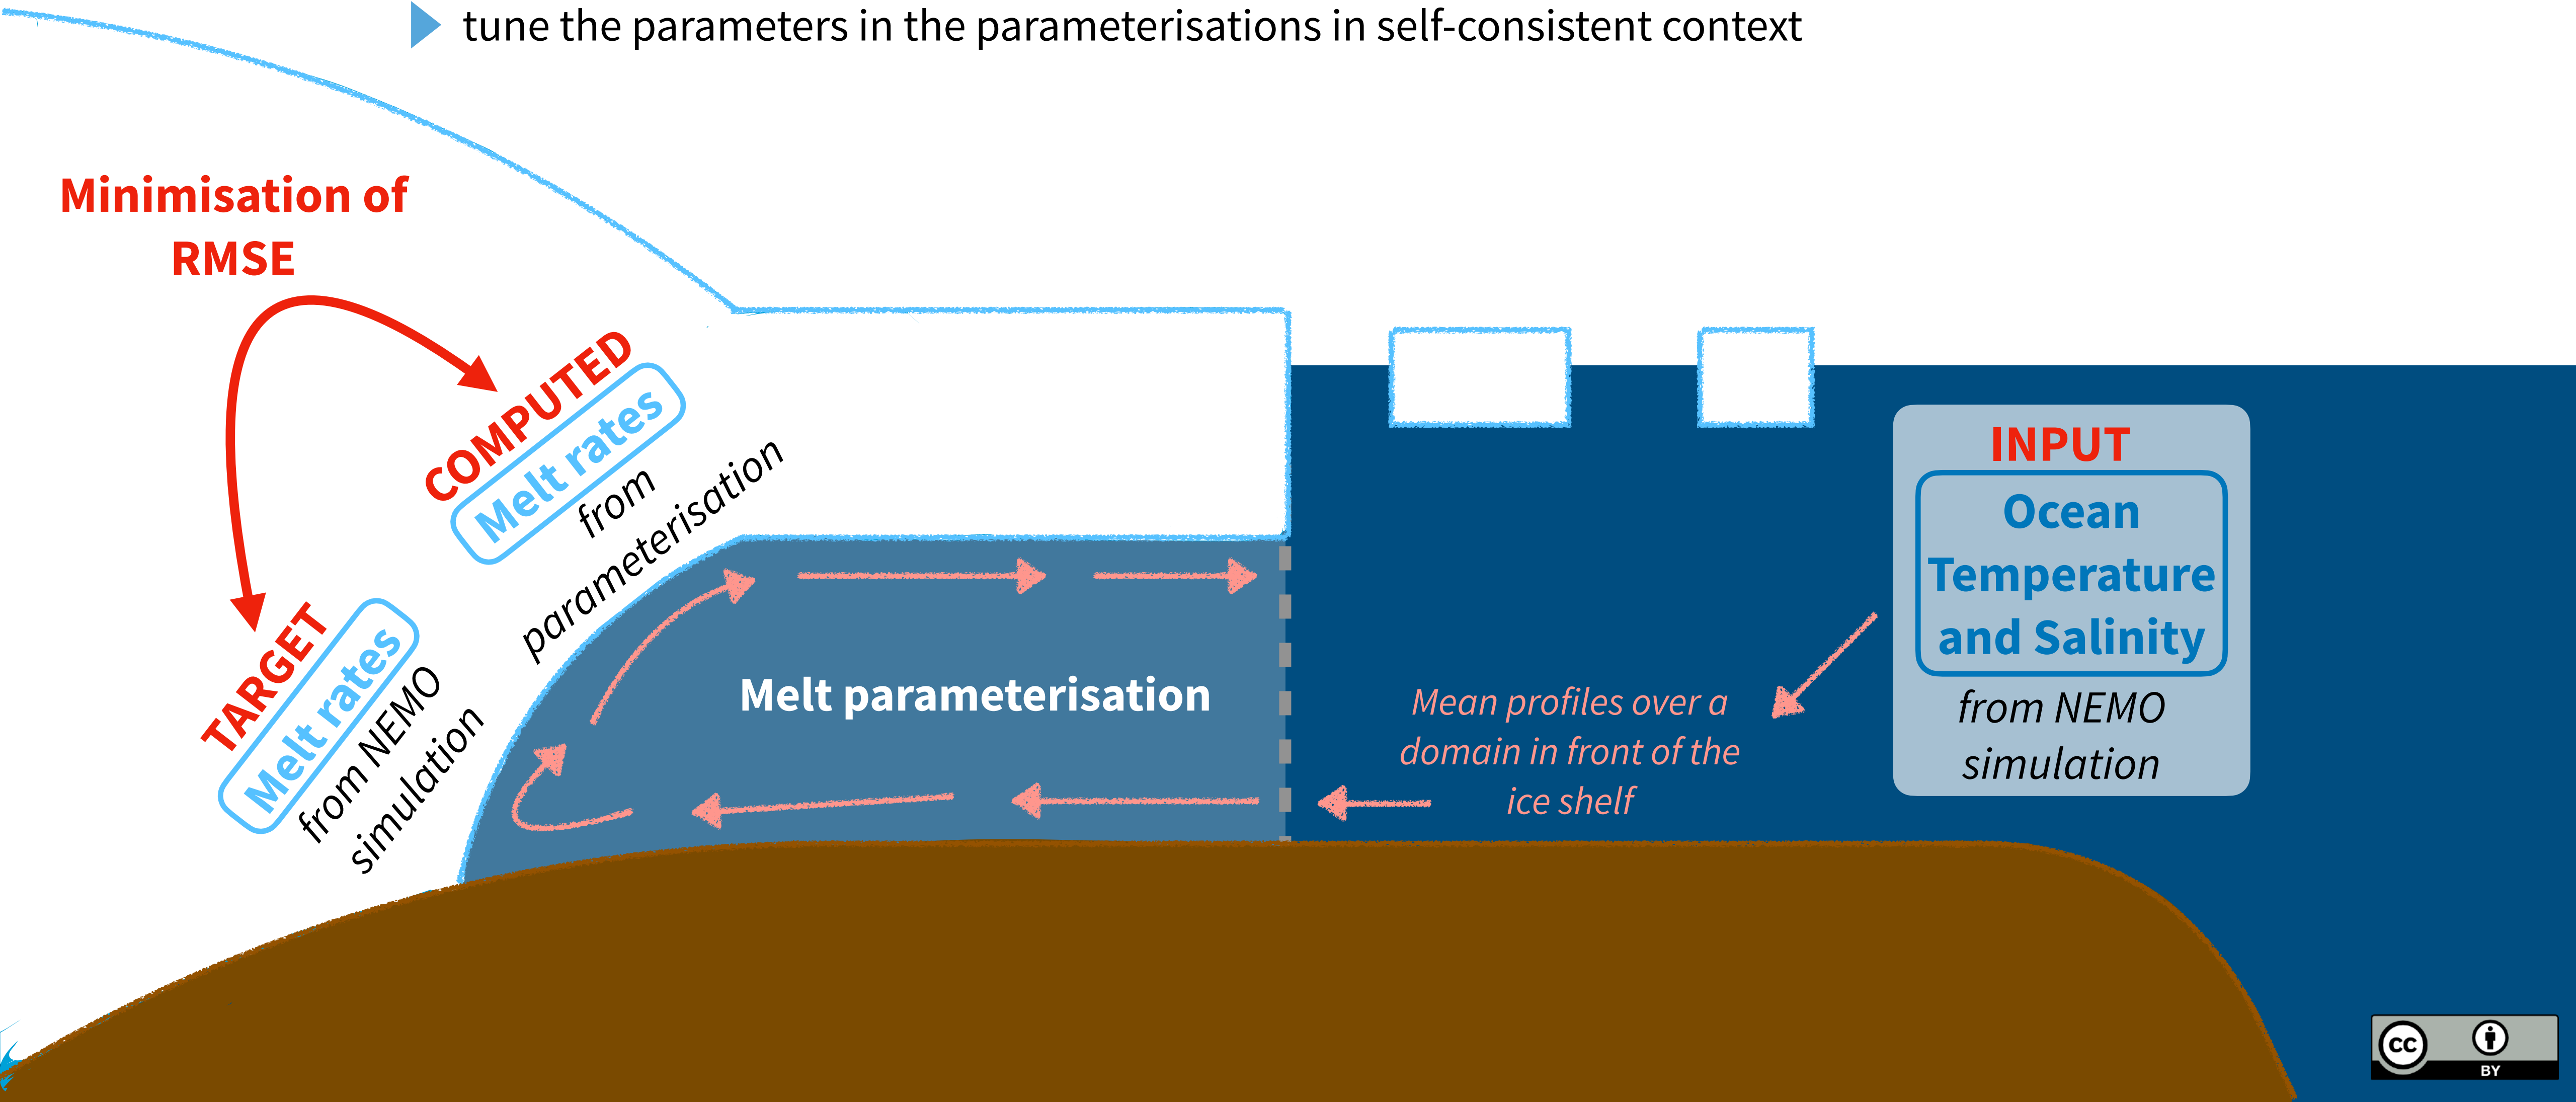 tune the parameters in the parameterisations in self-consistent context
Minimisation of
RMSE
COMPUTED
Melt rates
from
parameterisation
TARGET
Melt rates
from NEMO
simulation
Melt parameterisation
Mean profiles over a
domain in front of the
ice shelf
INPUT
Ocean
Temperature
and Salinity
from NEMO
simulation
cc
BY